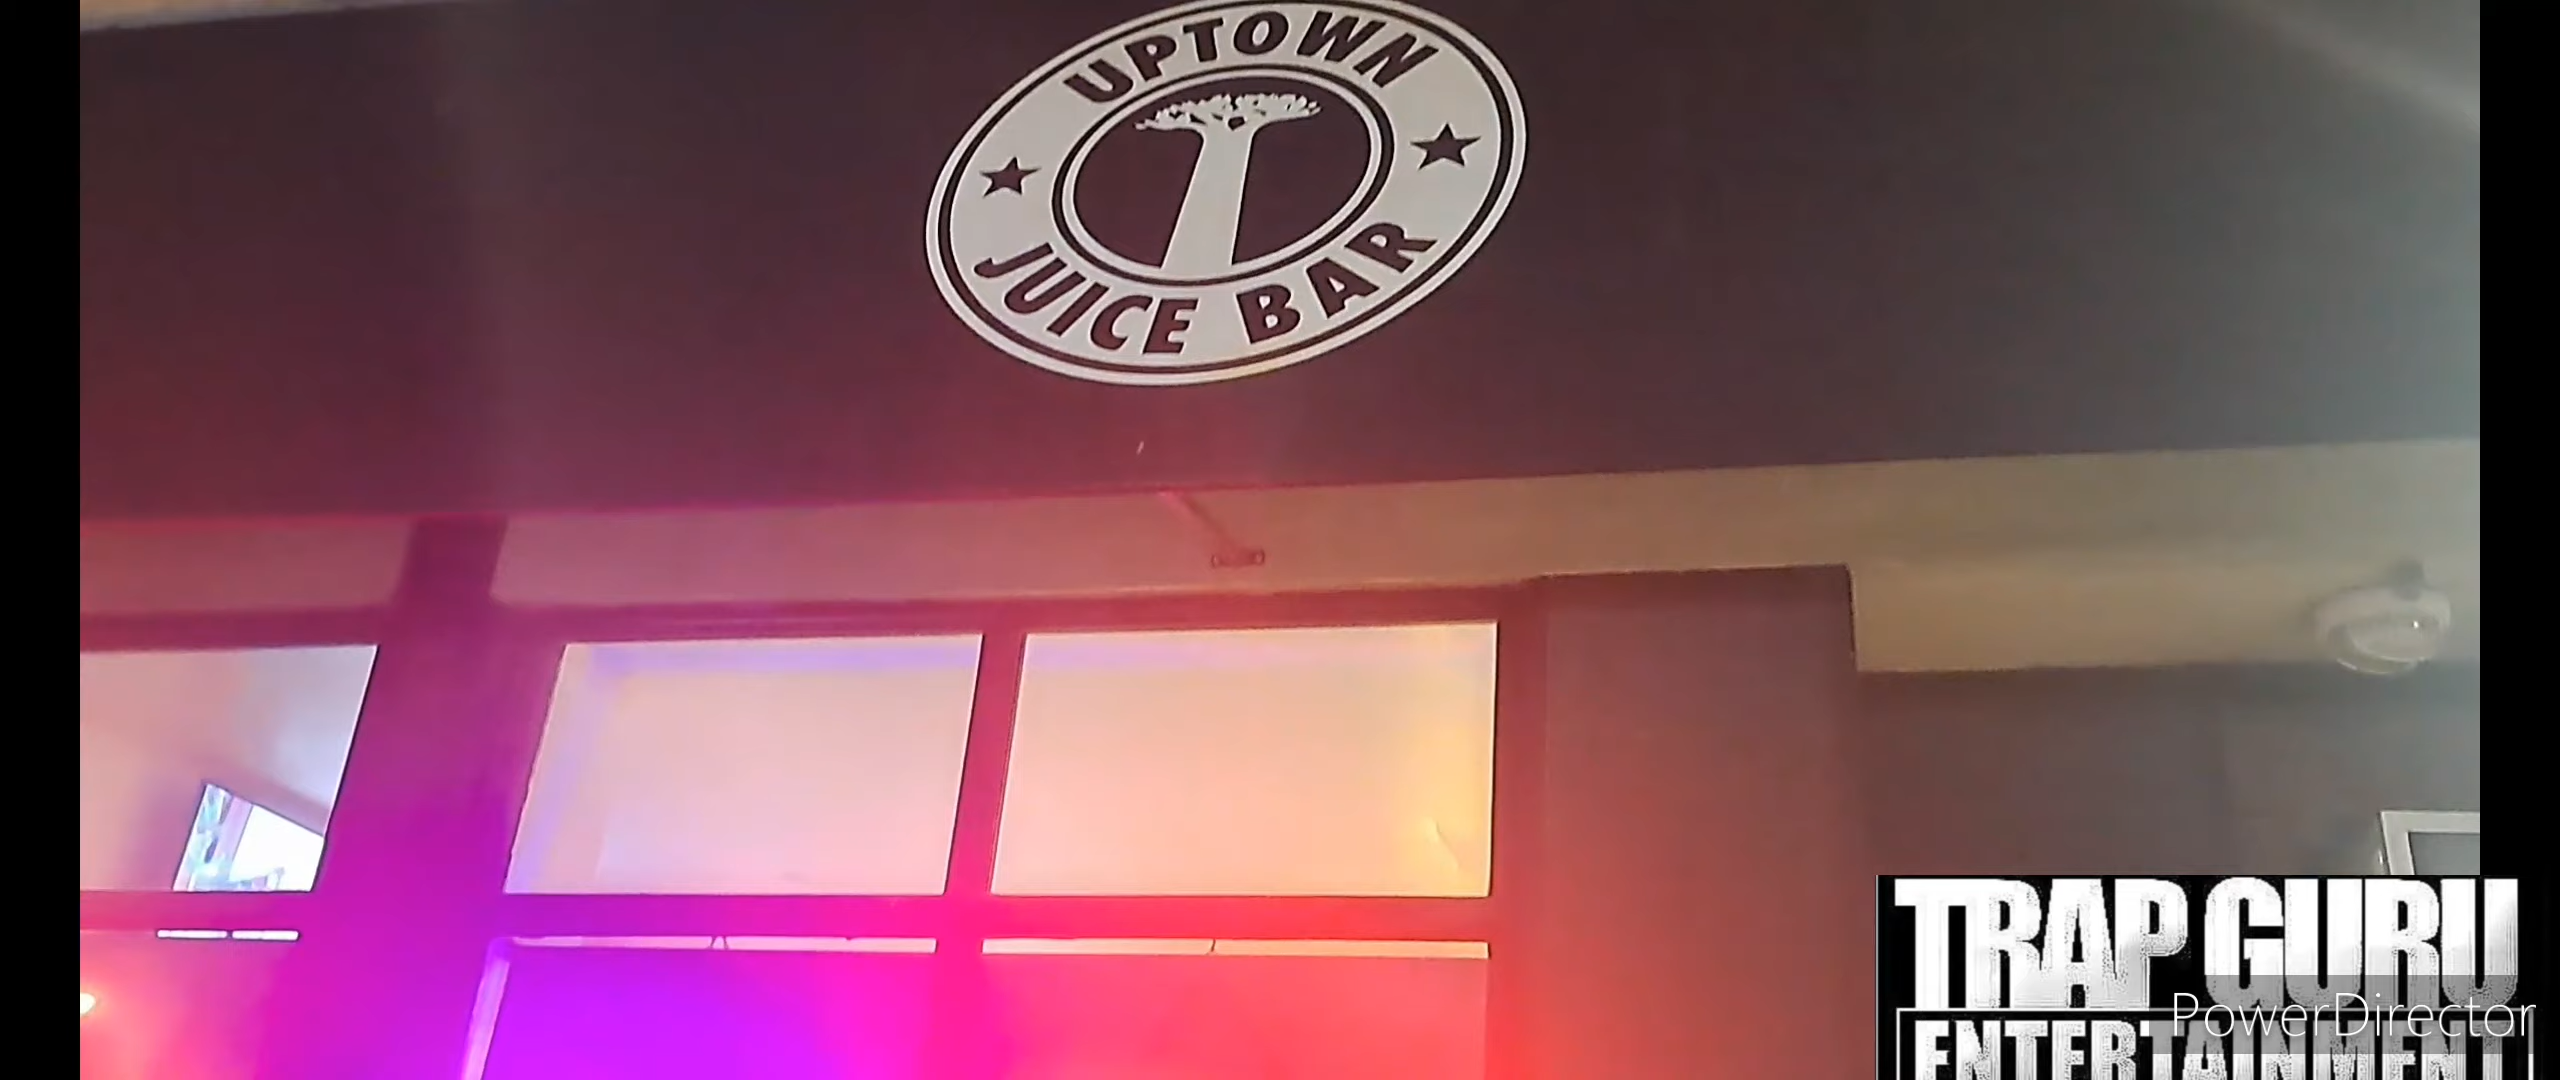 UPTOWN
JUICE BAR
TRAP GURU
PowerDirector
ENTERTAINMENT